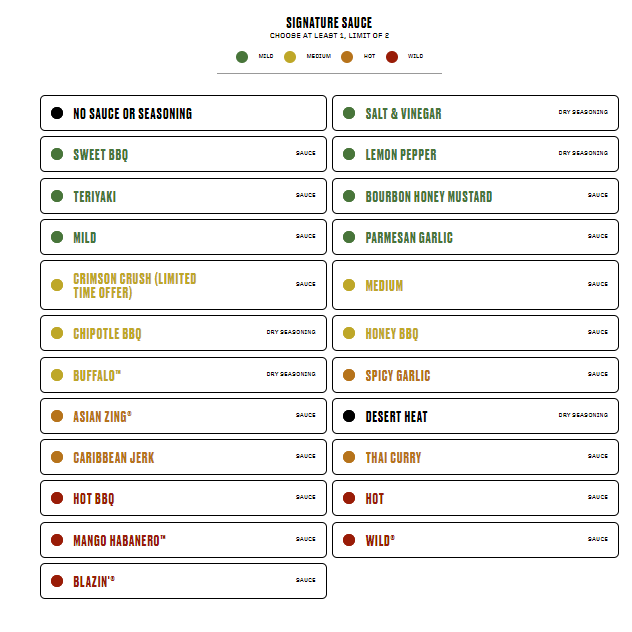 SIGNATURE SAUCE
CHOOSE AT LEAST 1, LIMIT OF 2
MILD MEDIUM HOT WILD
NO SAUCE OR SEASONING
SALT & VINEGAR DRY SEASONING
SWEET BBQ SAUCE
LEMON PEPPER DRY SEASONING
TERIYAKI SAUCE
BOURBON HONEY MUSTARD SAUCE
MILD SAUCE
PARMESAN GARLIC SAUCE
CRIMSON CRUSH (LIMITED
TIME OFFER) SAUCE
MEDIUM SAUCE
CHIPOTLE BBQ DRY SEASONING
HONEY BBQ SAUCE
BUFFALO™ DRY SEASONING
SPICY GARLIC SAUCE
ASIAN ZING® SAUCE
DESERT HEAT DRY SEASONING
CARIBBEAN JERK SAUCE
THAI CURRY SAUCE
HOT BBQ SAUCE
HOT SAUCE
MANGO HABANERO™ SAUCE
WILD® SAUCE
BLAZIN'® SAUCE